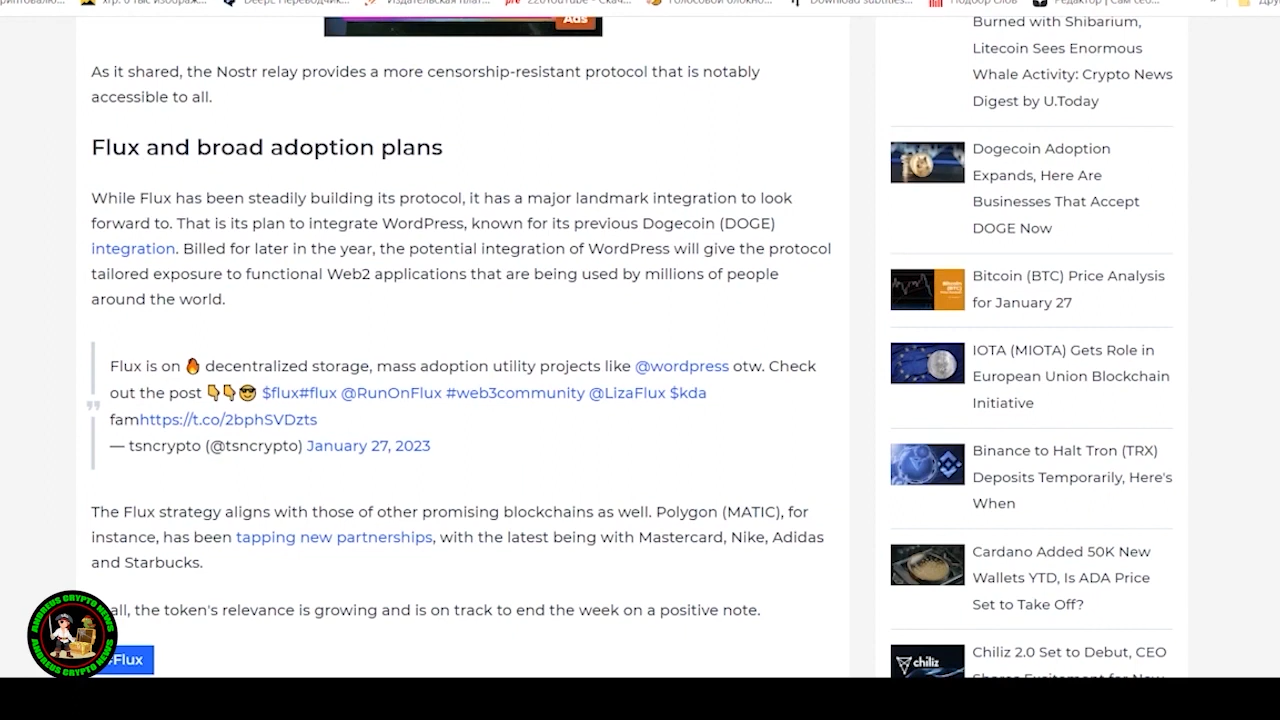 Ads
As it shared, the Nostr relay provides a more censorship-resistant protocol that is notably
accessible to all.
Flux and broad adoption plans
While Flux has been steadily building its protocol, it has a major landmark integration to look
forward to. That is its plan to integrate WordPress, known for its previous Dogecoin (DOGE)
integration. Billed for later in the year, the potential integration of WordPress will give the protocol
tailored exposure to functional Web2 applications that are being used by millions of people
around the world.
Flux is on 🔥 decentralized storage, mass adoption utility projects like @wordpress otw. Check
out the post 👇👇😎 $flux#flux @RunOnFlux #web3community @LizaFlux $kda
famhttps://t.co/2bphSVDzts
— tsncrypto (@tsncrypto) January 27, 2023
The Flux strategy aligns with those of other promising blockchains as well. Polygon (MATIC), for
instance, has been tapping new partnerships, with the latest being with Mastercard, Nike, Adidas
and Starbucks.
all, the token's relevance is growing and is on track to end the week on a positive note.
Flux
ANDREUS CRYPTO NEWS
ANDREUS CRYPTO NEWS
Burned with Shibarium,
Litecoin Sees Enormous
Whale Activity: Crypto News
Digest by U.Today
Dogecoin Adoption
Expands, Here Are
Businesses That Accept
DOGE Now
Bitcoin (BTC) Price Analysis
for January 27
IOTA (MIOTA) Gets Role in
European Union Blockchain
Initiative
Binance to Halt Tron (TRX)
Deposits Temporarily, Here's
When
Cardano Added 50K New
Wallets YTD, Is ADA Price
Set to Take Off?
chiliz
Chiliz 2.0 Set to Debut, CEO